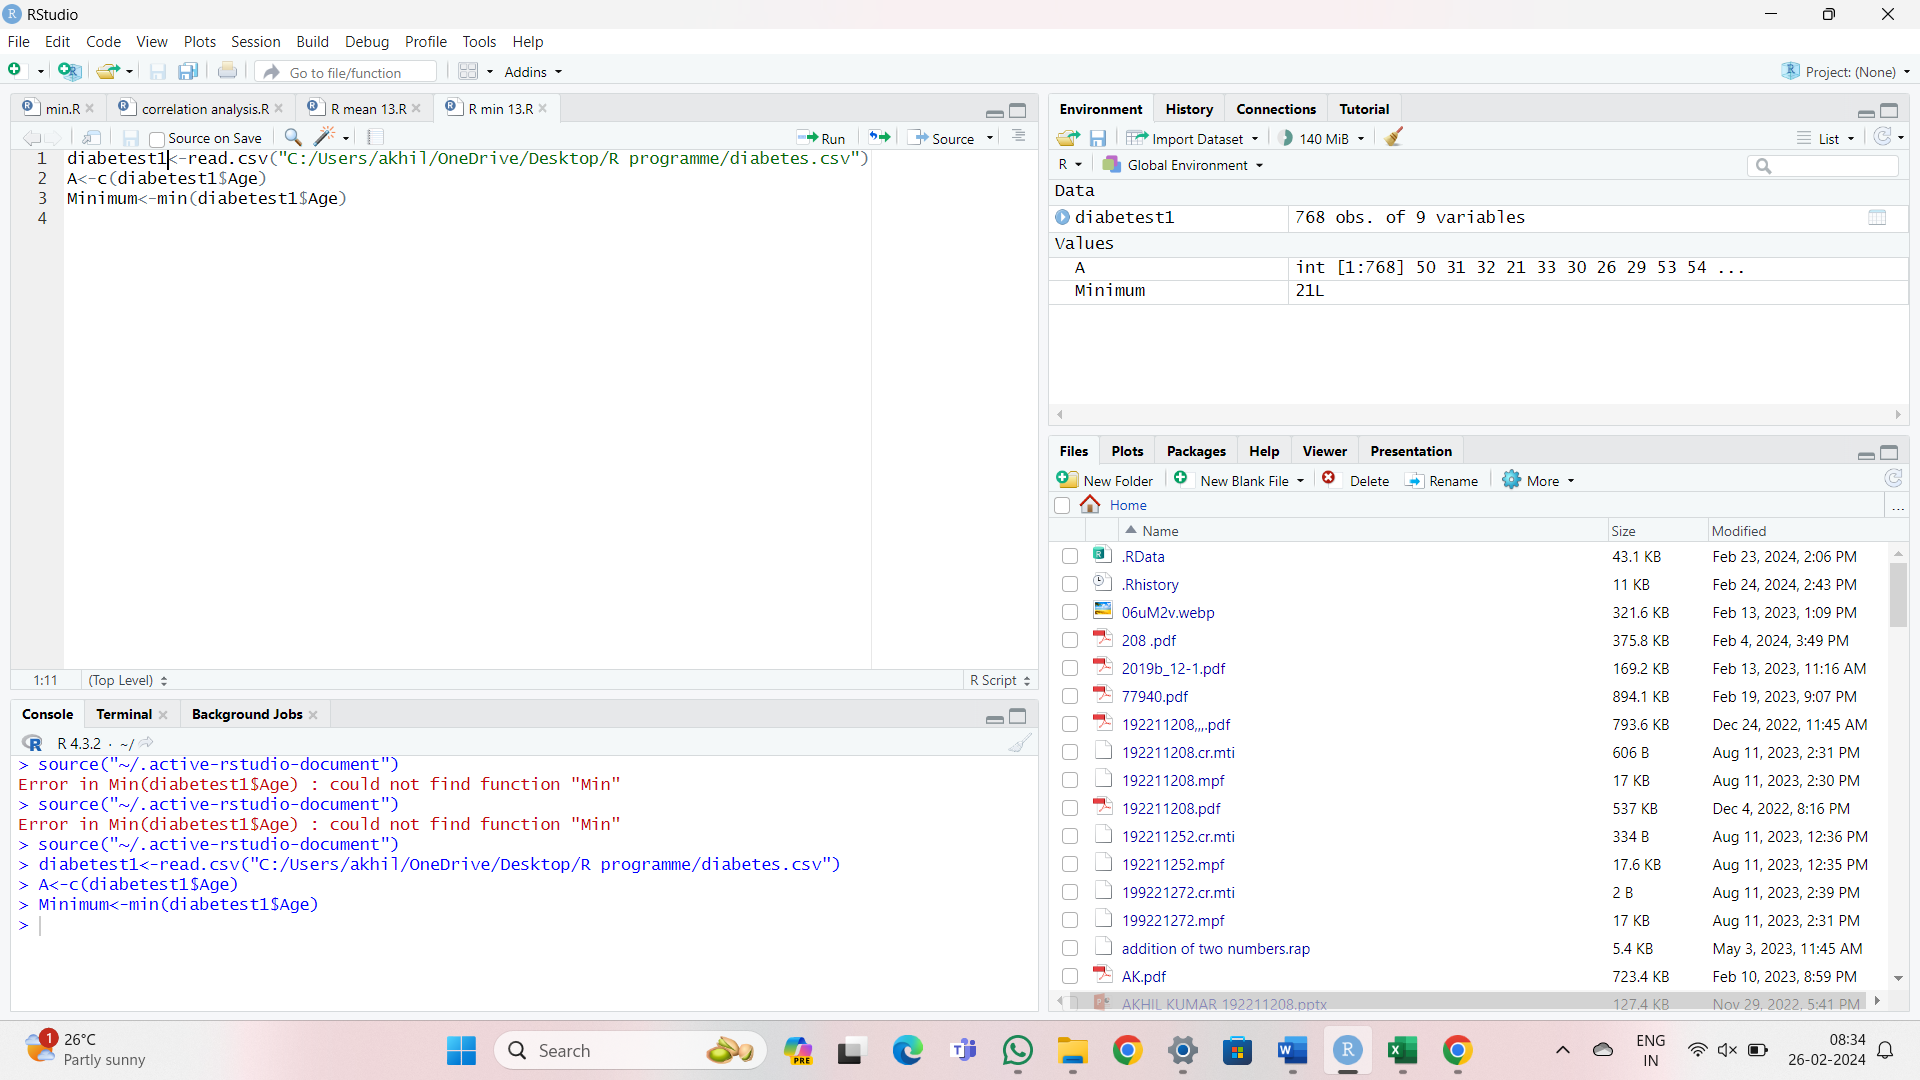 RStudio
File Edit Code View Plots Session Build Debug Profile Tools Help
Go to file/function Addins Project: (None)
min.R correlation analysis.R R mean 13.R R min 13.R
Source on Save Run Source
1 diabetest1<-read.csv("C:/Users/akhil/OneDrive/Desktop/R programme/diabetes.csv")
2 A<-c(diabetest1$Age)
3 Minimum<-min(diabetest1$Age)
4
1:11 (Top Level) R Script
Console Terminal Background Jobs
R 4.3.2 · ~/
> source("~/.active-rstudio-document")
Error in Min(diabetest1$Age) : could not find function "Min"
> source("~/.active-rstudio-document")
Error in Min(diabetest1$Age) : could not find function "Min"
> source("~/.active-rstudio-document")
> diabetest1<-read.csv("C:/Users/akhil/OneDrive/Desktop/R programme/diabetes.csv")
> A<-c(diabetest1$Age)
> Minimum<-min(diabetest1$Age)
>
Environment History Connections Tutorial
Import Dataset 140 MiB List
R Global Environment
Data
diabetest1 768 obs. of 9 variables
Values
A int [1:768] 50 31 32 21 33 30 26 29 53 54 ...
Minimum 21L
Files Plots Packages Help Viewer Presentation
New Folder New Blank File Delete Rename More
Home ...
Name Size Modified
.RData 43.1 KB Feb 23, 2024, 2:06 PM
.Rhistory 11 KB Feb 24, 2024, 2:43 PM
06uM2v.webp 321.6 KB Feb 13, 2023, 1:09 PM
208 .pdf 375.8 KB Feb 4, 2024, 3:49 PM
2019b_12-1.pdf 169.2 KB Feb 13, 2023, 11:16 AM
77940.pdf 894.1 KB Feb 19, 2023, 9:07 PM
192211208,,,.pdf 793.6 KB Dec 24, 2022, 11:45 AM
192211208.cr.mti 606 B Aug 11, 2023, 2:31 PM
192211208.mpf 17 KB Aug 11, 2023, 2:30 PM
192211208.pdf 537 KB Dec 4, 2022, 8:16 PM
192211252.cr.mti 334 B Aug 11, 2023, 12:36 PM
192211252.mpf 17.6 KB Aug 11, 2023, 12:35 PM
199221272.cr.mti 2 B Aug 11, 2023, 2:39 PM
199221272.mpf 17 KB Aug 11, 2023, 2:31 PM
addition of two numbers.rap 5.4 KB May 3, 2023, 11:45 AM
AK.pdf 723.4 KB Feb 10, 2023, 8:59 PM
AKHIL KUMAR 192211208.pptx 127.4 KB Nov 29, 2022, 5:41 PM
1 26°C
Partly sunny
Search
PRE
ENG
IN
08:34
26-02-2024